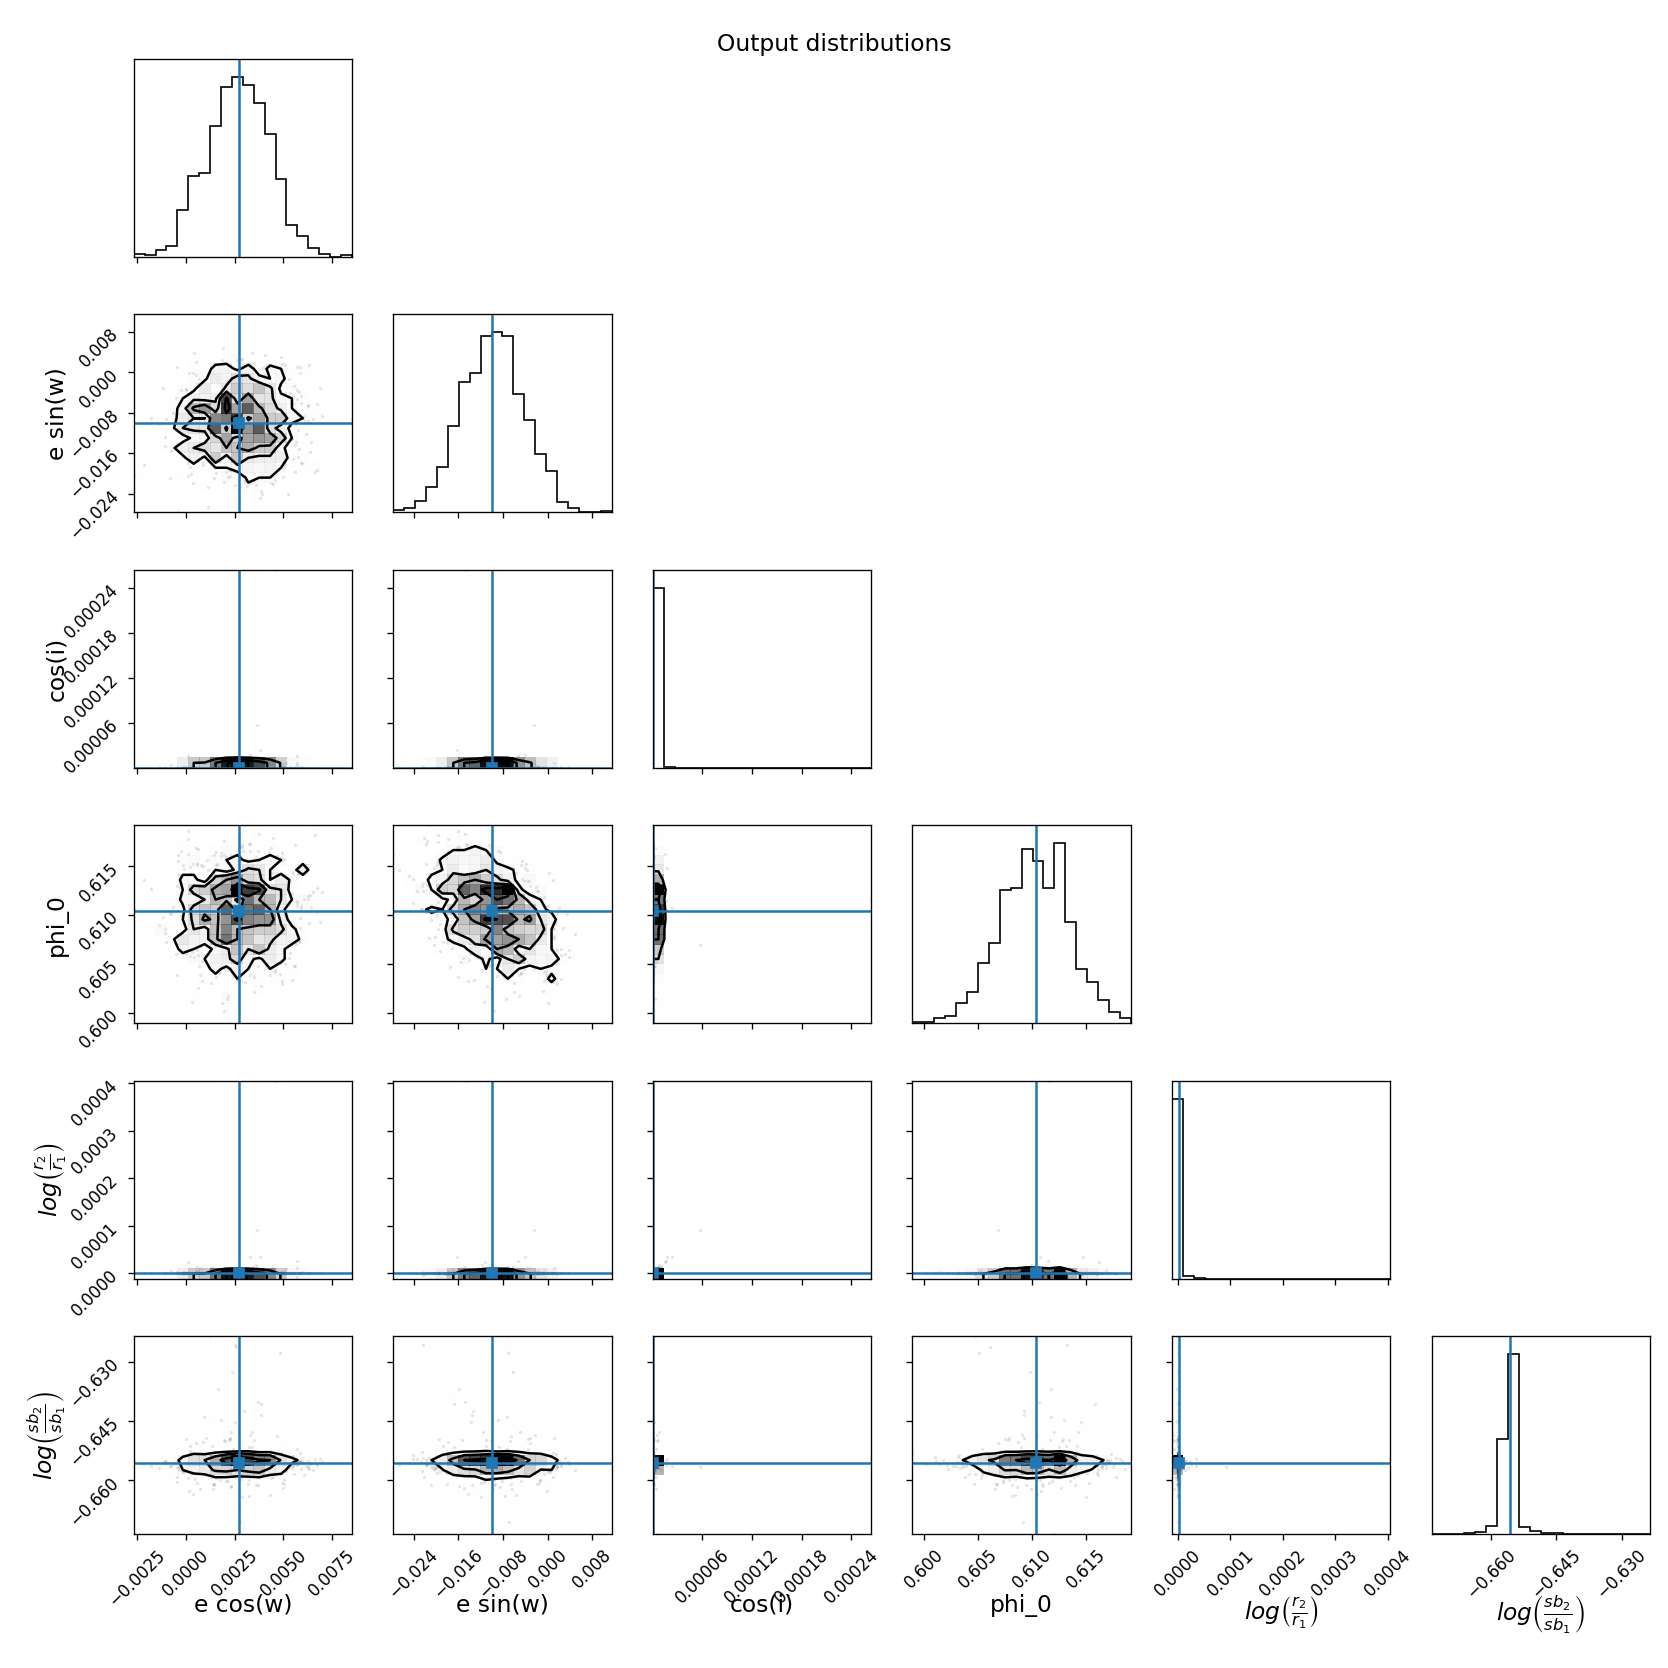 Output distributions
e sin(w)
0.008
0.000
−0.008
−0.016
−0.024
cos(i)
0.00024
0.00018
0.00012
0.00006
phi_0
0.615
0.610
0.605
0.600
log(r2/r1)
0.0004
0.0003
0.0002
0.0001
0.0000
log(sb2/sb1)
−0.630
−0.645
−0.660
−0.0025 0.0000 0.0025 0.0050 0.0075
−0.024 −0.016 −0.008 0.000 0.008
0.00006 0.00012 0.00018 0.00024
0.600 0.605 0.610 0.615
0.0000 0.0001 0.0002 0.0003 0.0004
−0.660 −0.645 −0.630
e cos(w)
e sin(w)
cos(i)
phi_0
log(r2/r1)
log(sb2/sb1)